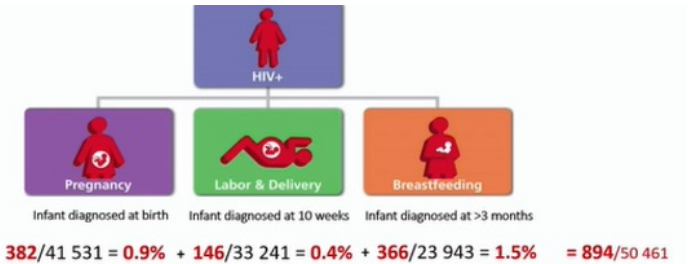 HIV+
Pregnancy
Labor & Delivery
Breastfeeding
Infant diagnosed at birth
Infant diagnosed at 10 weeks
Infant diagnosed at >3 months
382/41 531 = 0.9% + 146/33 241 = 0.4% + 366/23 943 = 1.5% = 894/50 461